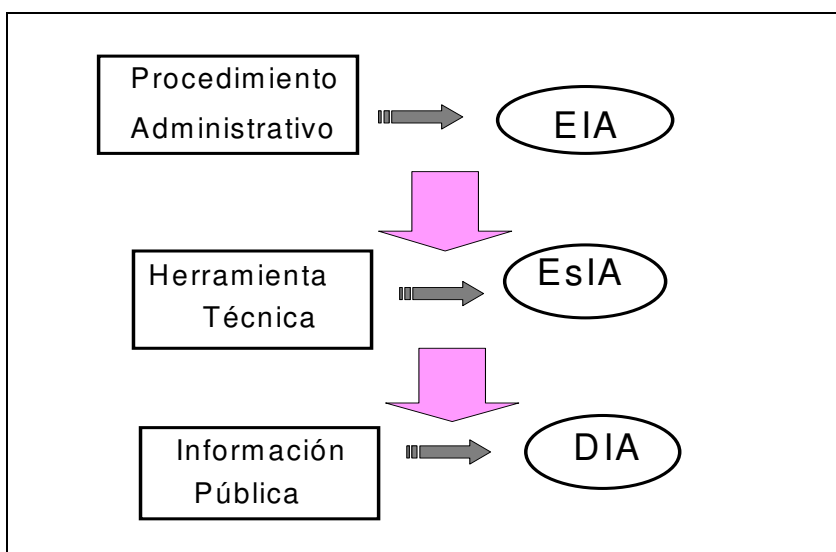 Procedimiento
Administrativo
EIA
Herramienta
Técnica
EsIA
Información
Pública
DIA